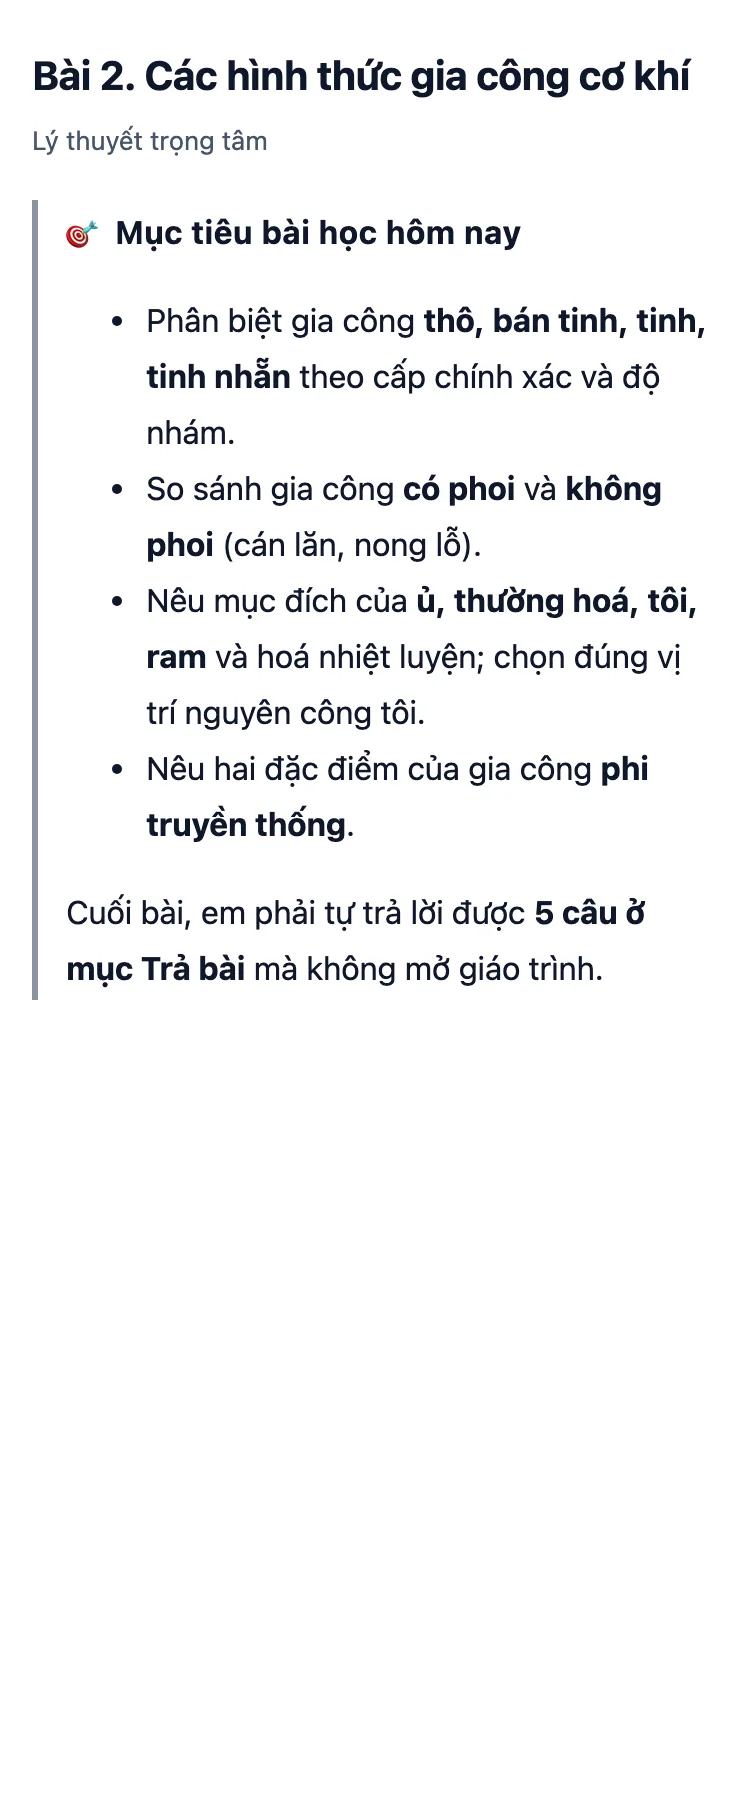 Bài 2. Các hình thức gia công cơ khí
Lý thuyết trọng tâm
🎯 Mục tiêu bài học hôm nay
• Phân biệt gia công thô, bán tinh, tinh,
tinh nhẵn theo cấp chính xác và độ
nhám.
• So sánh gia công có phoi và không
phoi (cán lăn, nong lỗ).
• Nêu mục đích của ủ, thường hoá, tôi,
ram và hoá nhiệt luyện; chọn đúng vị
trí nguyên công tôi.
• Nêu hai đặc điểm của gia công phi
truyền thống.
Cuối bài, em phải tự trả lời được 5 câu ở
mục Trả bài mà không mở giáo trình.